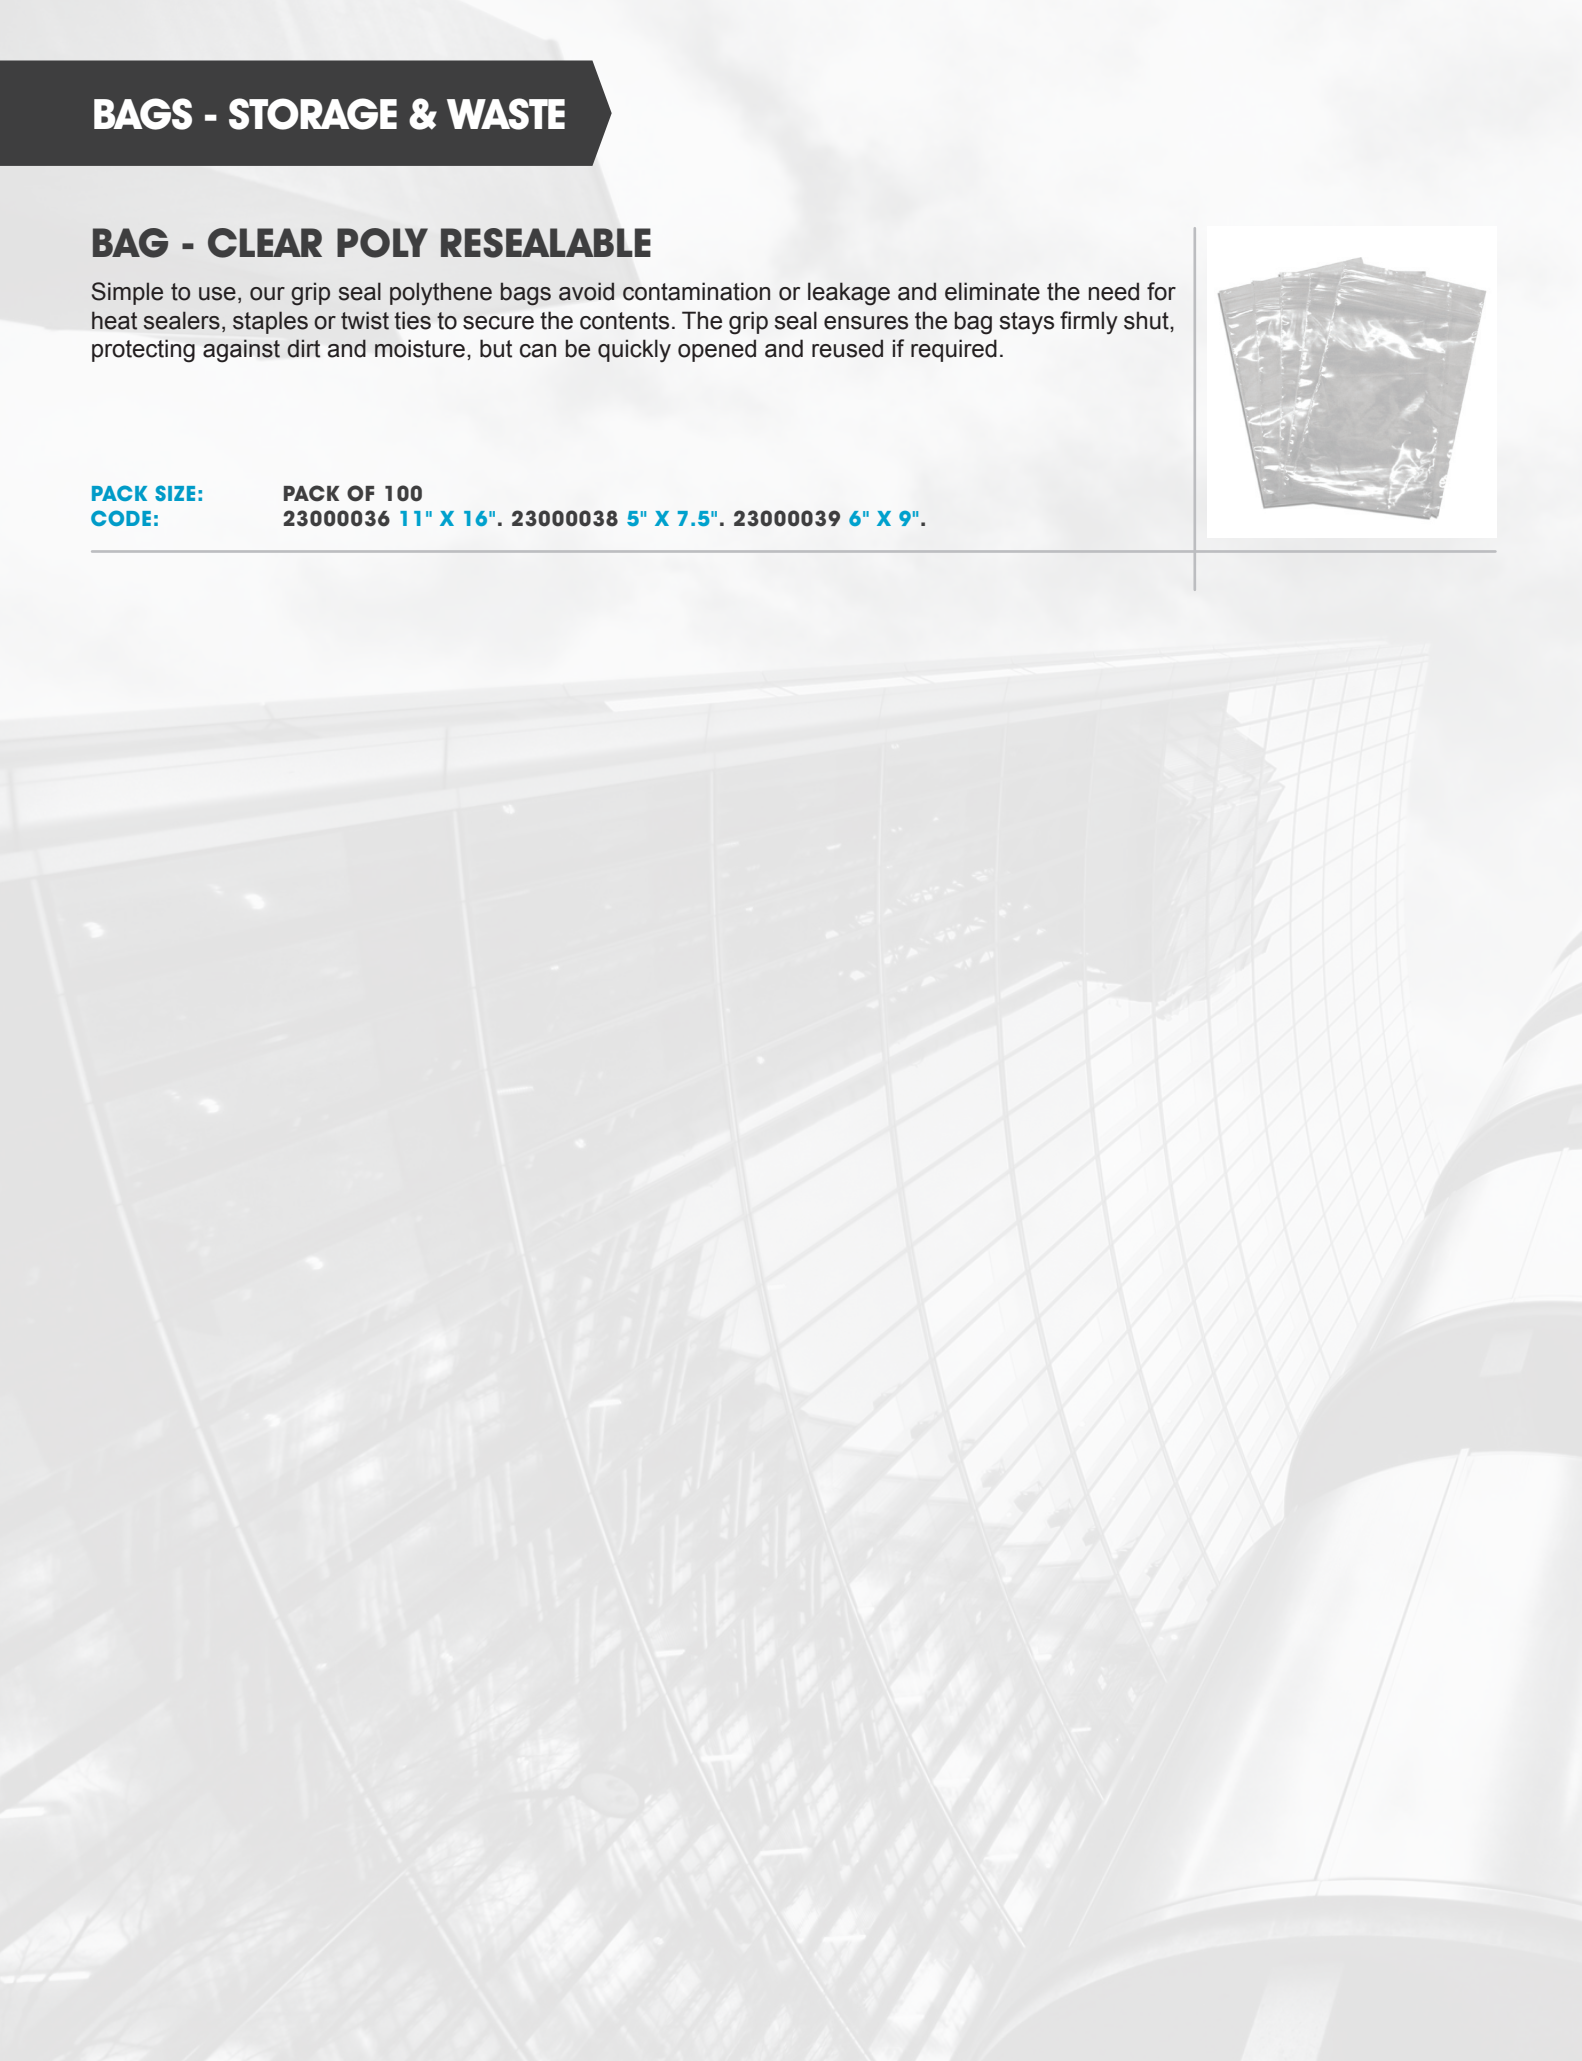 BAGS - STORAGE & WASTE
BAG - CLEAR POLY RESEALABLE
Simple to use, our grip seal polythene bags avoid contamination or leakage and eliminate the need for
heat sealers, staples or twist ties to secure the contents. The grip seal ensures the bag stays firmly shut,
protecting against dirt and moisture, but can be quickly opened and reused if required.
PACK SIZE: PACK OF 100
CODE: 23000036 11" X 16". 23000038 5" X 7.5". 23000039 6" X 9".